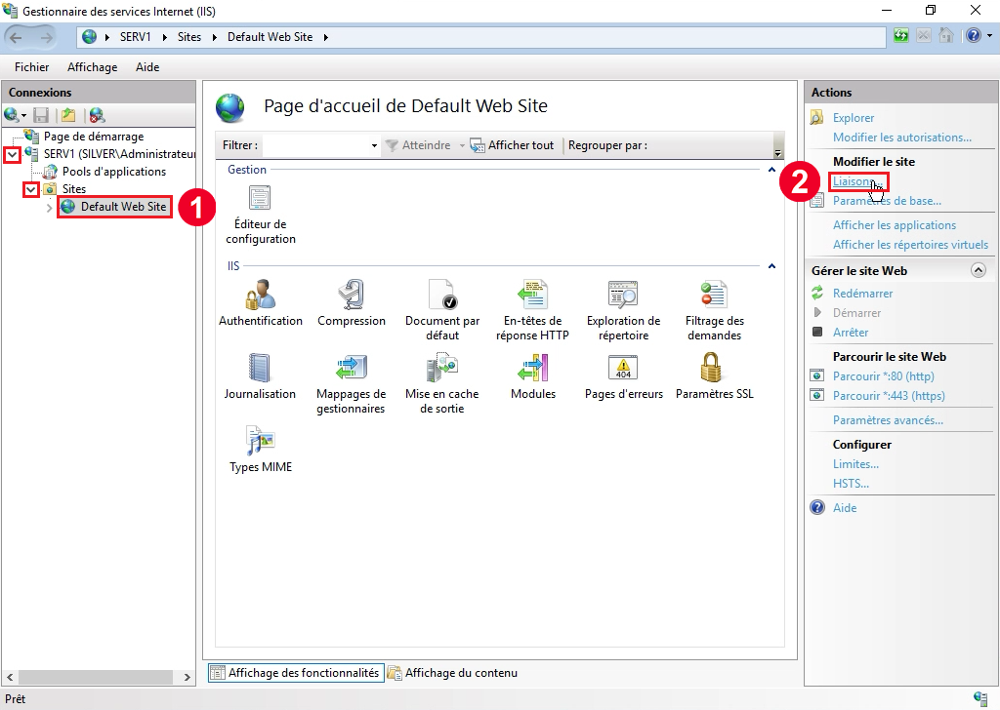 Gestionnaire des services Internet (IIS)
SERV1 Sites Default Web Site
Fichier Affichage Aide
Connexions
Page de démarrage
SERV1 (SILVER\Administrateur
Pools d'applications
Sites
Default Web Site
1
Page d'accueil de Default Web Site
Filtrer : Atteindre Afficher tout Regrouper par :
Gestion
Éditeur de
configuration
IIS
Authentification
Compression
Document par
défaut
En-têtes de
réponse HTTP
Exploration de
répertoire
Filtrage des
demandes
Journalisation
Mappages de
gestionnaires
Mise en cache
de sortie
Modules
404
Pages d'erreurs
Paramètres SSL
Types MIME
Affichage des fonctionnalités Affichage du contenu
Actions
Explorer
Modifier les autorisations...
Modifier le site
2
Liaisons...
Paramètres de base...
Afficher les applications
Afficher les répertoires virtuels
Gérer le site Web
Redémarrer
Démarrer
Arrêter
Parcourir le site Web
Parcourir *:80 (http)
Parcourir *:443 (https)
Paramètres avancés...
Configurer
Limites...
HSTS...
Aide
Prêt